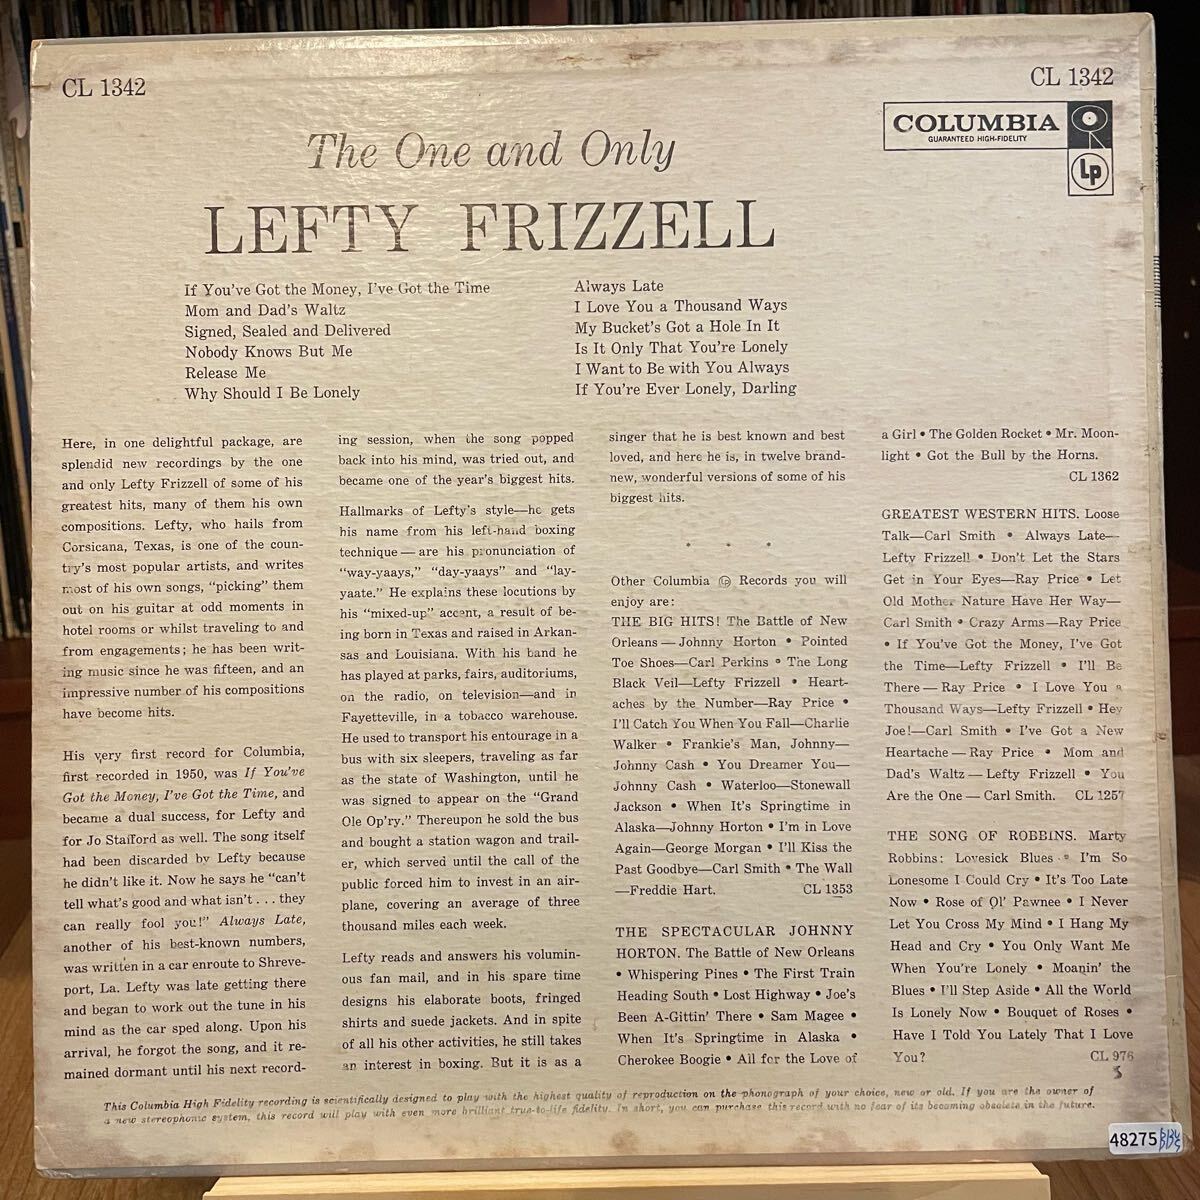 CL 1342
CL 1342
COLUMBIA
GUARANTEED HIGH-FIDELITY
Lp
The One and Only
LEFTY FRIZZELL
If You've Got the Money, I've Got the Time
Mom and Dad's Waltz
Signed, Sealed and Delivered
Nobody Knows But Me
Release Me
Why Should I Be Lonely
Always Late
I Love You a Thousand Ways
My Bucket's Got a Hole In It
Is It Only That You're Lonely
I Want to Be with You Always
If You're Ever Lonely, Darling
Here, in one delightful package, are
splendid new recordings by the one
and only Lefty Frizzell of some of his
greatest hits, many of them his own
compositions. Lefty, who hails from
Corsicana, Texas, is one of the coun-
try's most popular artists, and writes
most of his own songs, "picking" them
out on his guitar at odd moments in
hotel rooms or whilst traveling to and
from engagements; he has been writ-
ing music since he was fifteen, and an
impressive number of his compositions
have become hits.
His very first record for Columbia,
first recorded in 1950, was If You've
Got the Money, I've Got the Time, and
became a dual success, for Lefty and
for Jo Stafford as well. The song itself
had been discarded by Lefty because
he didn't like it. Now he says he "can't
tell what's good and what isn't . . . they
can really fool you!" Always Late,
another of his best-known numbers,
was written in a car enroute to Shreve-
port, La. Lefty was late getting there
and began to work out the tune in his
mind as the car sped along. Upon his
arrival, he forgot the song, and it re-
mained dormant until his next record-
ing session, when the song popped
back into his mind, was tried out, and
became one of the year's biggest hits.
Hallmarks of Lefty's style—he gets
his name from his left-hand boxing
technique — are his pronunciation of
"way-yaays," "day-yaays" and "lay-
yaate." He explains these locutions by
his "mixed-up" accent, a result of be-
ing born in Texas and raised in Arkan-
sas and Louisiana. With his band he
has played at parks, fairs, auditoriums,
on the radio, on television—and in
Fayetteville, in a tobacco warehouse.
He used to transport his entourage in a
bus with six sleepers, traveling as far
as the state of Washington, until he
was signed to appear on the "Grand
Ole Op'ry." Thereupon he sold the bus
and bought a station wagon and trail-
er, which served until the call of the
public forced him to invest in an air-
plane, covering an average of three
thousand miles each week.
Lefty reads and answers his volumin-
ous fan mail, and in his spare time
designs his elaborate boots, fringed
shirts and suede jackets. And in spite
of all his other activities, he still takes
an interest in boxing. But it is as a
singer that he is best known and best
loved, and here he is, in twelve brand-
new, wonderful versions of some of his
biggest hits.
• • •
Other Columbia Lp Records you will
enjoy are:
THE BIG HITS! The Battle of New
Orleans — Johnny Horton • Pointed
Toe Shoes—Carl Perkins • The Long
Black Veil—Lefty Frizzell • Heart-
aches by the Number—Ray Price •
I'll Catch You When You Fall—Charlie
Walker • Frankie's Man, Johnny—
Johnny Cash • You Dreamer You—
Johnny Cash • Waterloo—Stonewall
Jackson • When It's Springtime in
Alaska—Johnny Horton • I'm in Love
Again—George Morgan • I'll Kiss the
Past Goodbye—Carl Smith • The Wall
—Freddie Hart. CL 1353
THE SPECTACULAR JOHNNY
HORTON. The Battle of New Orleans
• Whispering Pines • The First Train
Heading South • Lost Highway • Joe's
Been A-Gittin' There • Sam Magee •
When It's Springtime in Alaska •
Cherokee Boogie • All for the Love of
a Girl • The Golden Rocket • Mr. Moon-
light • Got the Bull by the Horns.
CL 1362
GREATEST WESTERN HITS. Loose
Talk—Carl Smith • Always Late—
Lefty Frizzell • Don't Let the Stars
Get in Your Eyes—Ray Price • Let
Old Mother Nature Have Her Way—
Carl Smith • Crazy Arms—Ray Price
• If You've Got the Money, I've Got
the Time—Lefty Frizzell • I'll Be
There — Ray Price • I Love You a
Thousand Ways—Lefty Frizzell • Hey
Joe!—Carl Smith • I've Got a New
Heartache — Ray Price • Mom and
Dad's Waltz — Lefty Frizzell • You
Are the One — Carl Smith. CL 1257
THE SONG OF ROBBINS. Marty
Robbins: Lovesick Blues • I'm So
Lonesome I Could Cry • It's Too Late
Now • Rose of Ol' Pawnee • I Never
Let You Cross My Mind • I Hang My
Head and Cry • You Only Want Me
When You're Lonely • Moanin' the
Blues • I'll Step Aside • All the World
Is Lonely Now • Bouquet of Roses •
Have I Told You Lately That I Love
You? CL 976
This Columbia High Fidelity recording is scientifically designed to play with the highest quality of reproduction on the phonograph of your choice, new or old. If you are the owner of
a new stereophonic system, this record will play with even more brilliant true-to-life fidelity. In short, you can purchase this record with no fear of its becoming obsolete in the future.
48275